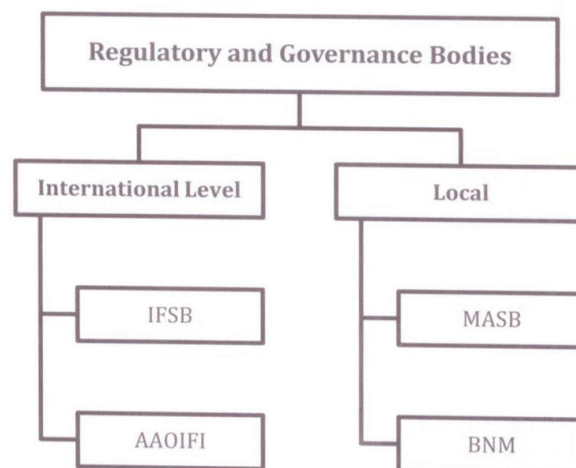 Regulatory and Governance Bodies
International Level
Local
IFSB
MASB
AAOIFI
BNM